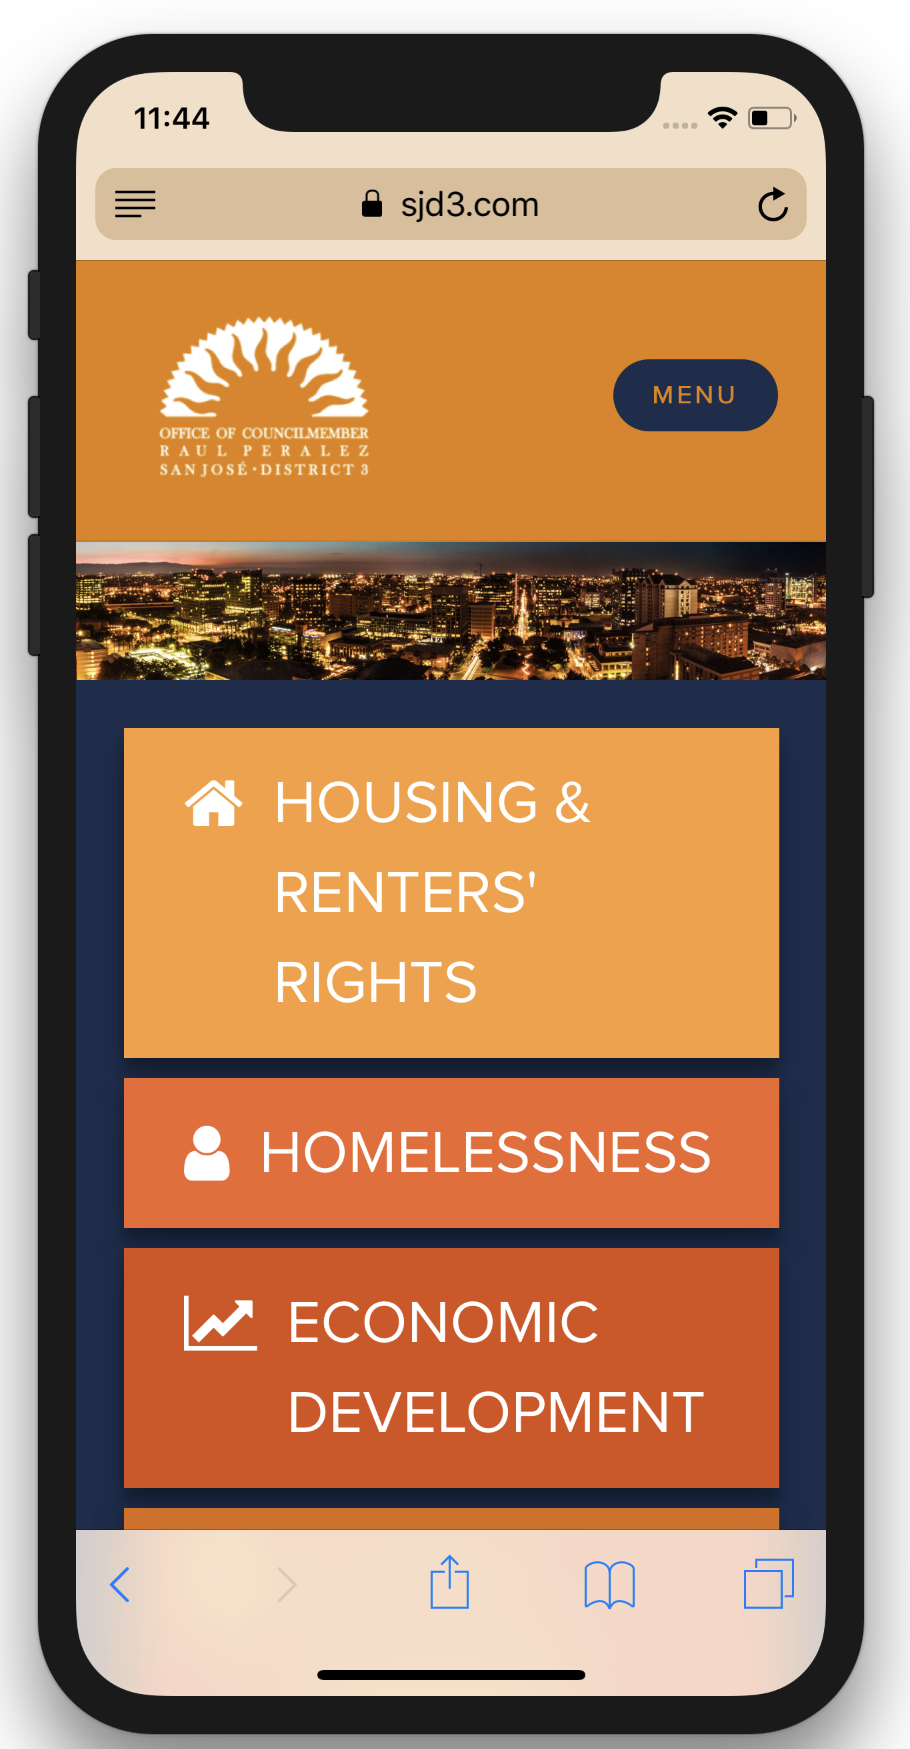 11:44
sjd3.com
OFFICE OF COUNCILMEMBER
RAUL PERALEZ
SAN JOSÉ • DISTRICT 3
MENU
HOUSING &
RENTERS'
RIGHTS
HOMELESSNESS
ECONOMIC
DEVELOPMENT